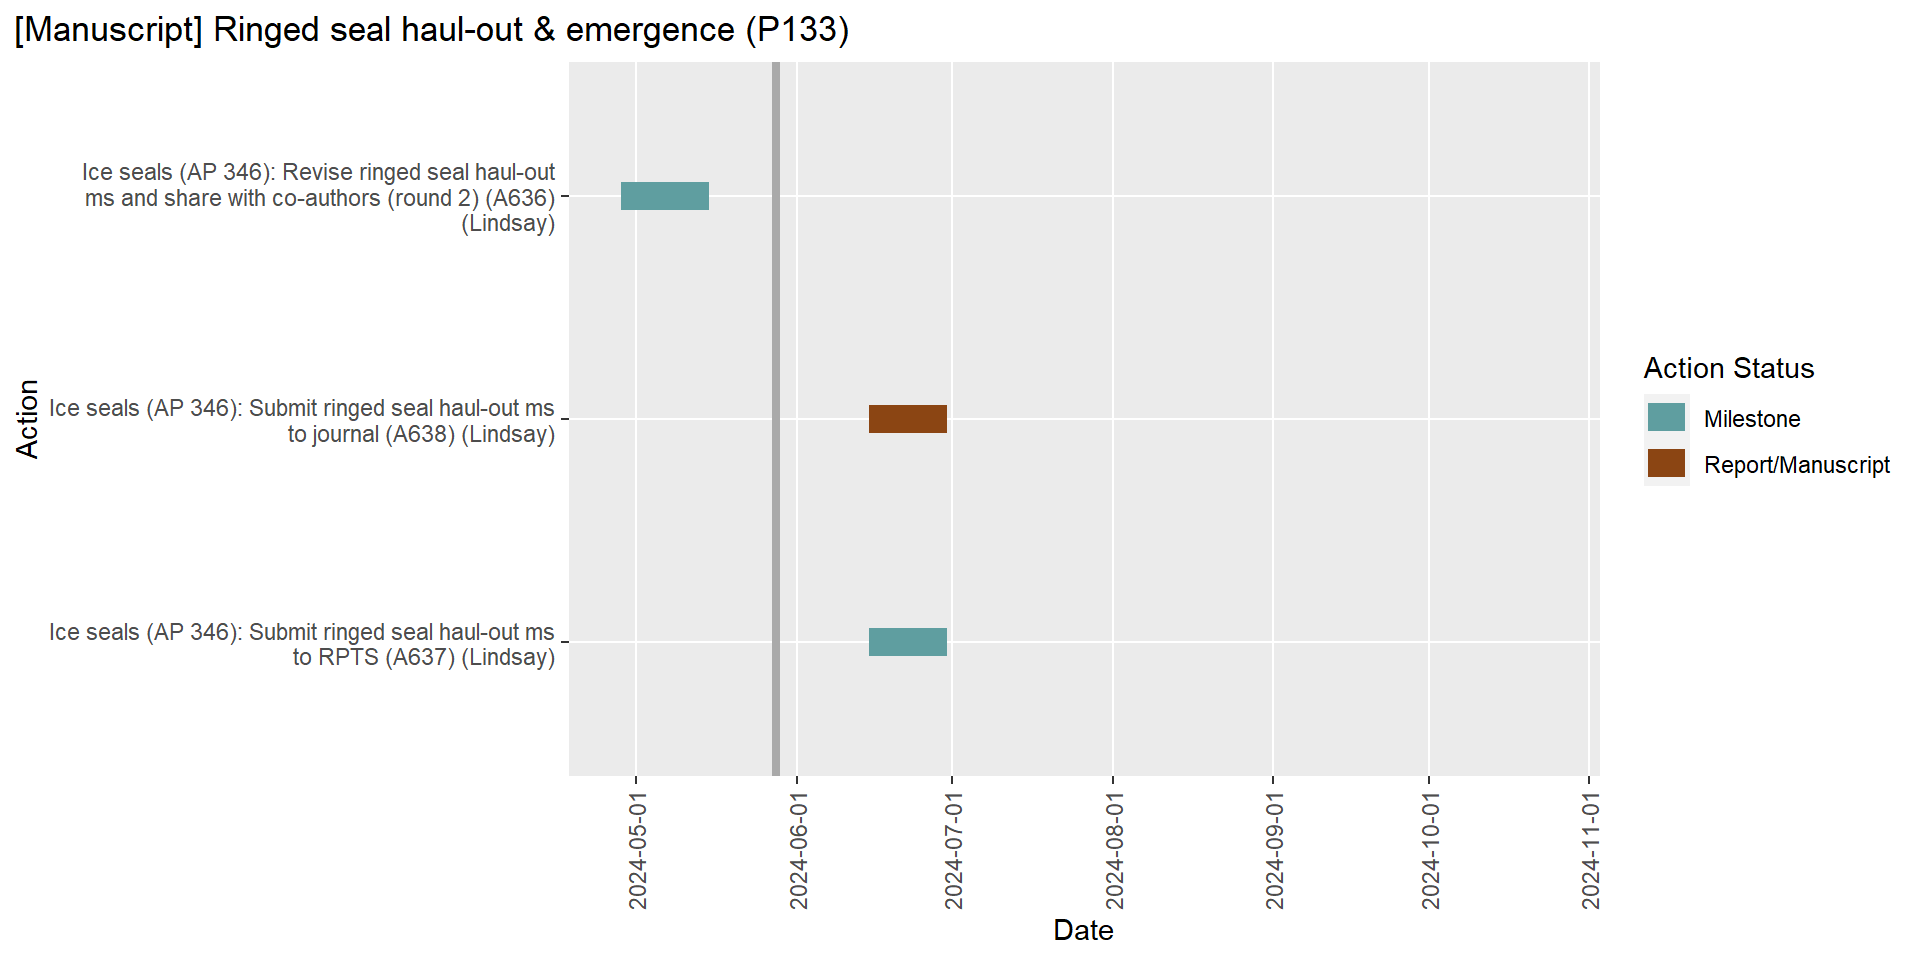 [Manuscript] Ringed seal haul-out & emergence (P133)
Ice seals (AP 346): Revise ringed seal haul-out
ms and share with co-authors (round 2) (A636)
(Lindsay)
Ice seals (AP 346): Submit ringed seal haul-out ms
to journal (A638) (Lindsay)
Ice seals (AP 346): Submit ringed seal haul-out ms
to RPTS (A637) (Lindsay)
Action
2024-05-01
2024-06-01
2024-07-01
2024-08-01
2024-09-01
2024-10-01
2024-11-01
Date
Action Status
Milestone
Report/Manuscript